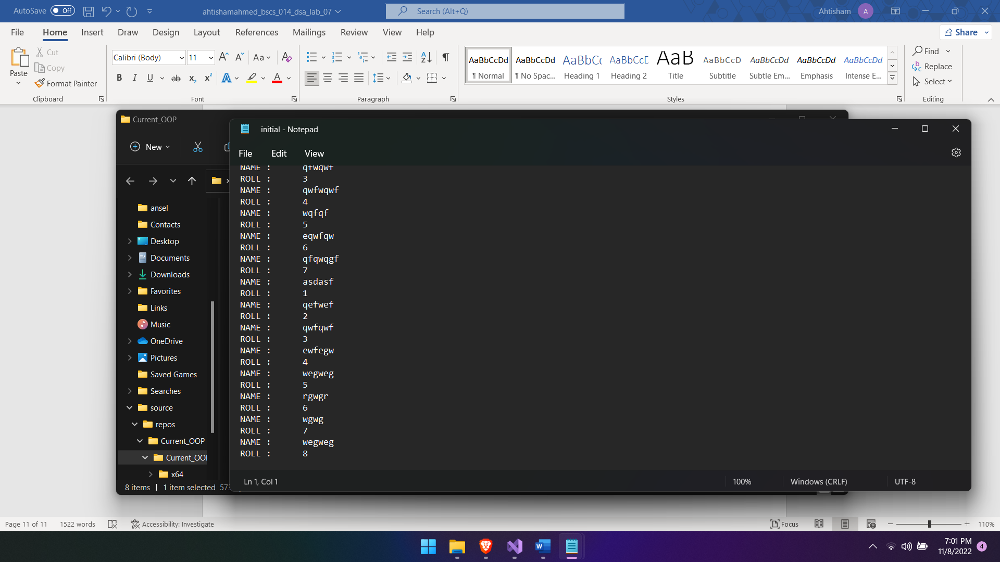 AutoSave Off ahtishamahmed_bscs_014_dsa_lab_07 Search (Alt+Q) Ahtisham A
File Home Insert Draw Design Layout References Mailings Review View Help Share
Paste Cut Copy Format Painter Clipboard
Calibri (Body) 11 Font
Paragraph
AaBbCcDd AaBbCcDd AaBbCc AaBbCcD AaB AaBbCcD AaBbCcDd AaBbCcDd AaBbCcDd
¶ Normal ¶ No Spac... Heading 1 Heading 2 Title Subtitle Subtle Em... Emphasis Intense E...
Styles
Find
Replace
Select
Editing
Current_OOP
New
ansel
Contacts
Desktop
Documents
Downloads
Favorites
Links
Music
OneDrive
Pictures
Saved Games
Searches
source
repos
Current_OOP
Current_OOP
x64
8 items 1 item selected 573
initial - Notepad
File Edit View
NAME : qfwqwf
ROLL : 3
NAME : qwfwqwf
ROLL : 4
NAME : wqfqf
ROLL : 5
NAME : eqwfqw
ROLL : 6
NAME : qfqwqgf
ROLL : 7
NAME : asdasf
ROLL : 1
NAME : qefwef
ROLL : 2
NAME : qwfqwf
ROLL : 3
NAME : ewfegw
ROLL : 4
NAME : wegweg
ROLL : 5
NAME : rgwgr
ROLL : 6
NAME : wgwg
ROLL : 7
NAME : wegweg
ROLL : 8
Ln 1, Col 1 100% Windows (CRLF) UTF-8
Page 11 of 11 1522 words Accessibility: Investigate Focus 110%
7:01 PM
11/8/2022 4